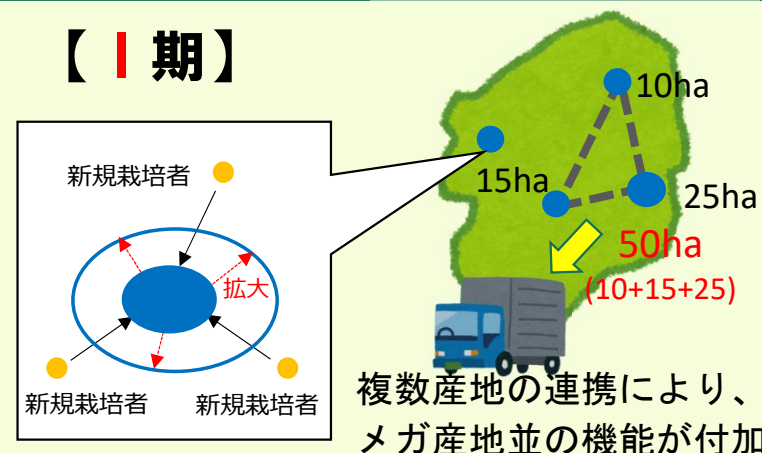 【Ⅰ期】
新規栽培者
拡大
新規栽培者
新規栽培者
10ha
15ha
25ha
50ha
(10+15+25)
複数産地の連携により、
メガ産地並の機能が付加